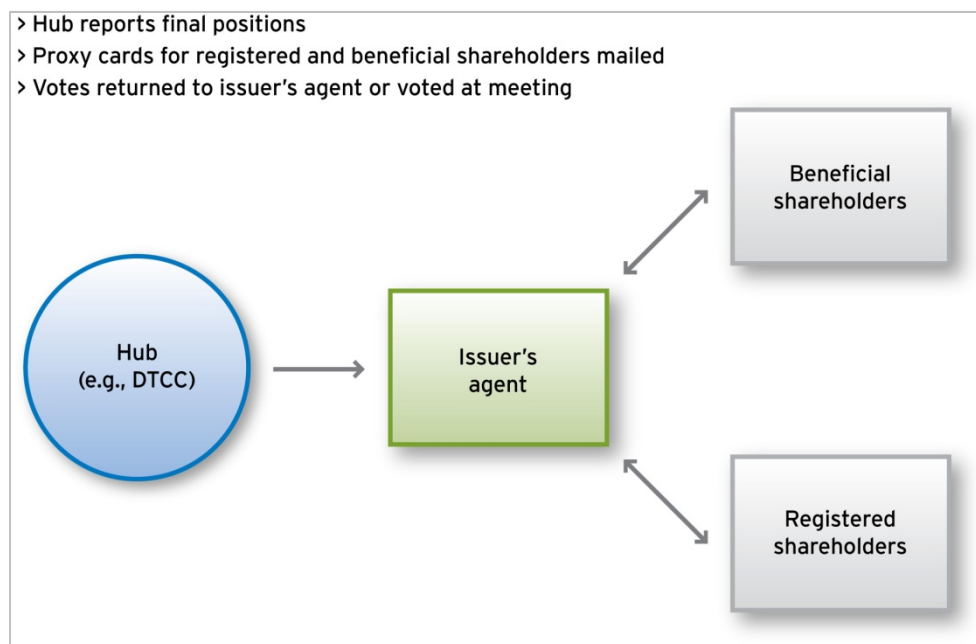 > Hub reports final positions
> Proxy cards for registered and beneficial shareholders mailed
> Votes returned to issuer's agent or voted at meeting
Beneficial
shareholders
Hub
(e.g., DTCC)
Issuer's
agent
Registered
shareholders